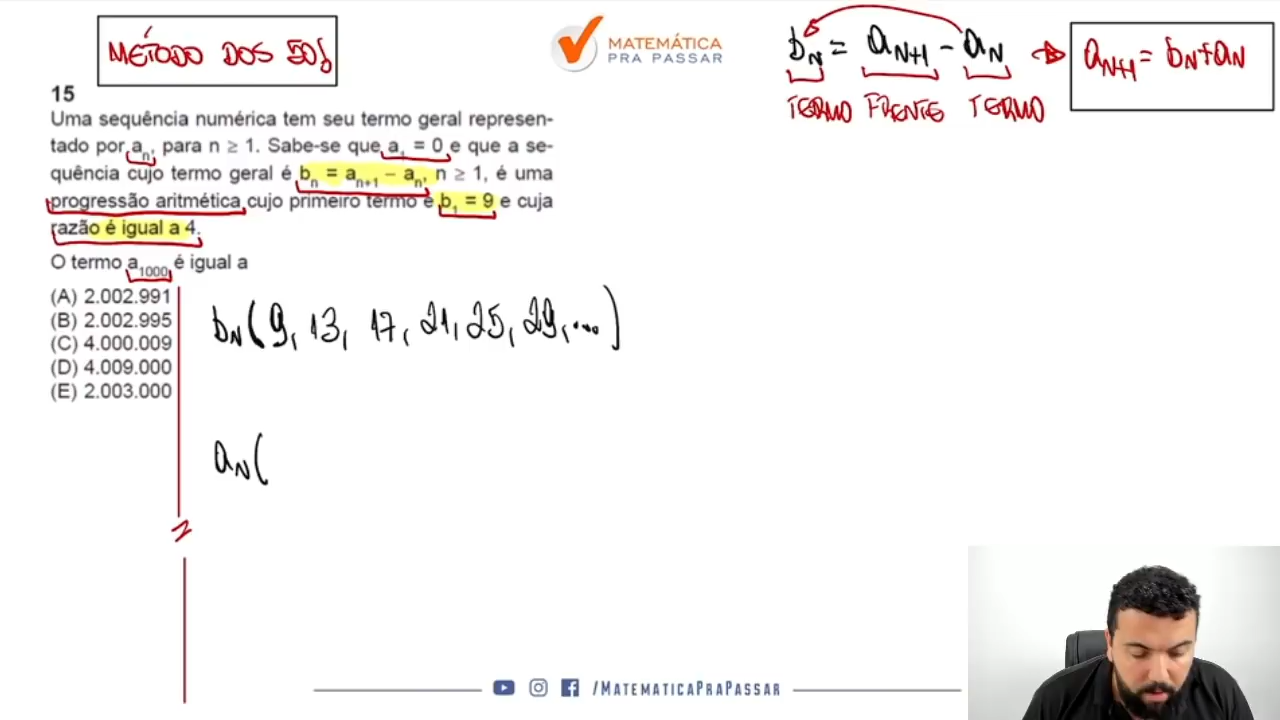 MÉTODO DOS 50!
MATEMÁTICA
PRA PASSAR
bN = aN+1 - aN → aN+1 = bN + aN
TERMO FRENTE TERMO
15
Uma sequência numérica tem seu termo geral represen-
tado por an, para n ≥ 1. Sabe-se que a1 = 0 e que a se-
quência cujo termo geral é bn = an+1 – an, n ≥ 1, é uma
progressão aritmética cujo primeiro termo é b1 = 9 e cuja
razão é igual a 4.
O termo a1000 é igual a
(A) 2.002.991
(B) 2.002.995
(C) 4.000.009
(D) 4.009.000
(E) 2.003.000
bN(9, 13, 17, 21, 25, 29, ...)
aN(
/MATEMATICAPRAPASSAR